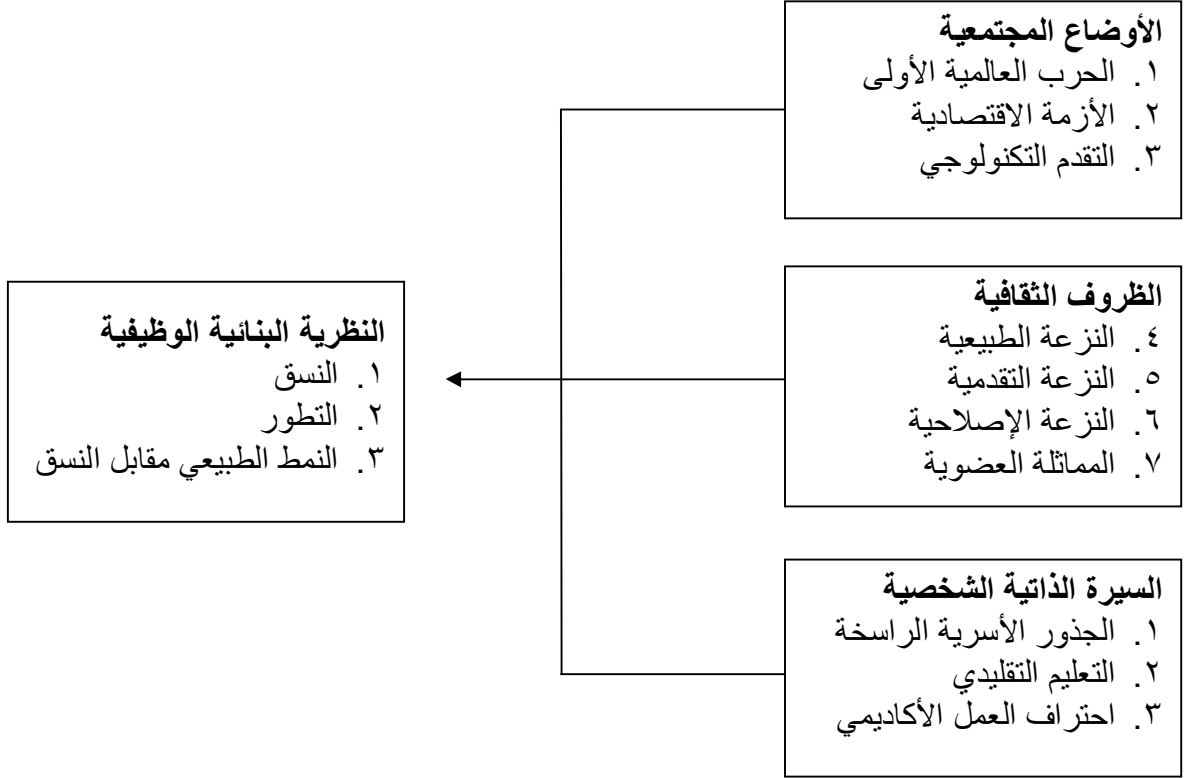 الأوضاع المجتمعية
١. الحرب العالمية الأولى
٢. الأزمة الاقتصادية
٣. التقدم التكنولوجي
الظروف الثقافية
٤. النزعة الطبيعية
٥. النزعة التقدمية
٦. النزعة الإصلاحية
٧. المماثلة العضوية
السيرة الذاتية الشخصية
١. الجذور الأسرية الراسخة
٢. التعليم التقليدي
٣. احتراف العمل الأكاديمي
النظرية البنائية الوظيفية
١. النسق
٢. التطور
٣. النمط الطبيعي مقابل النسق